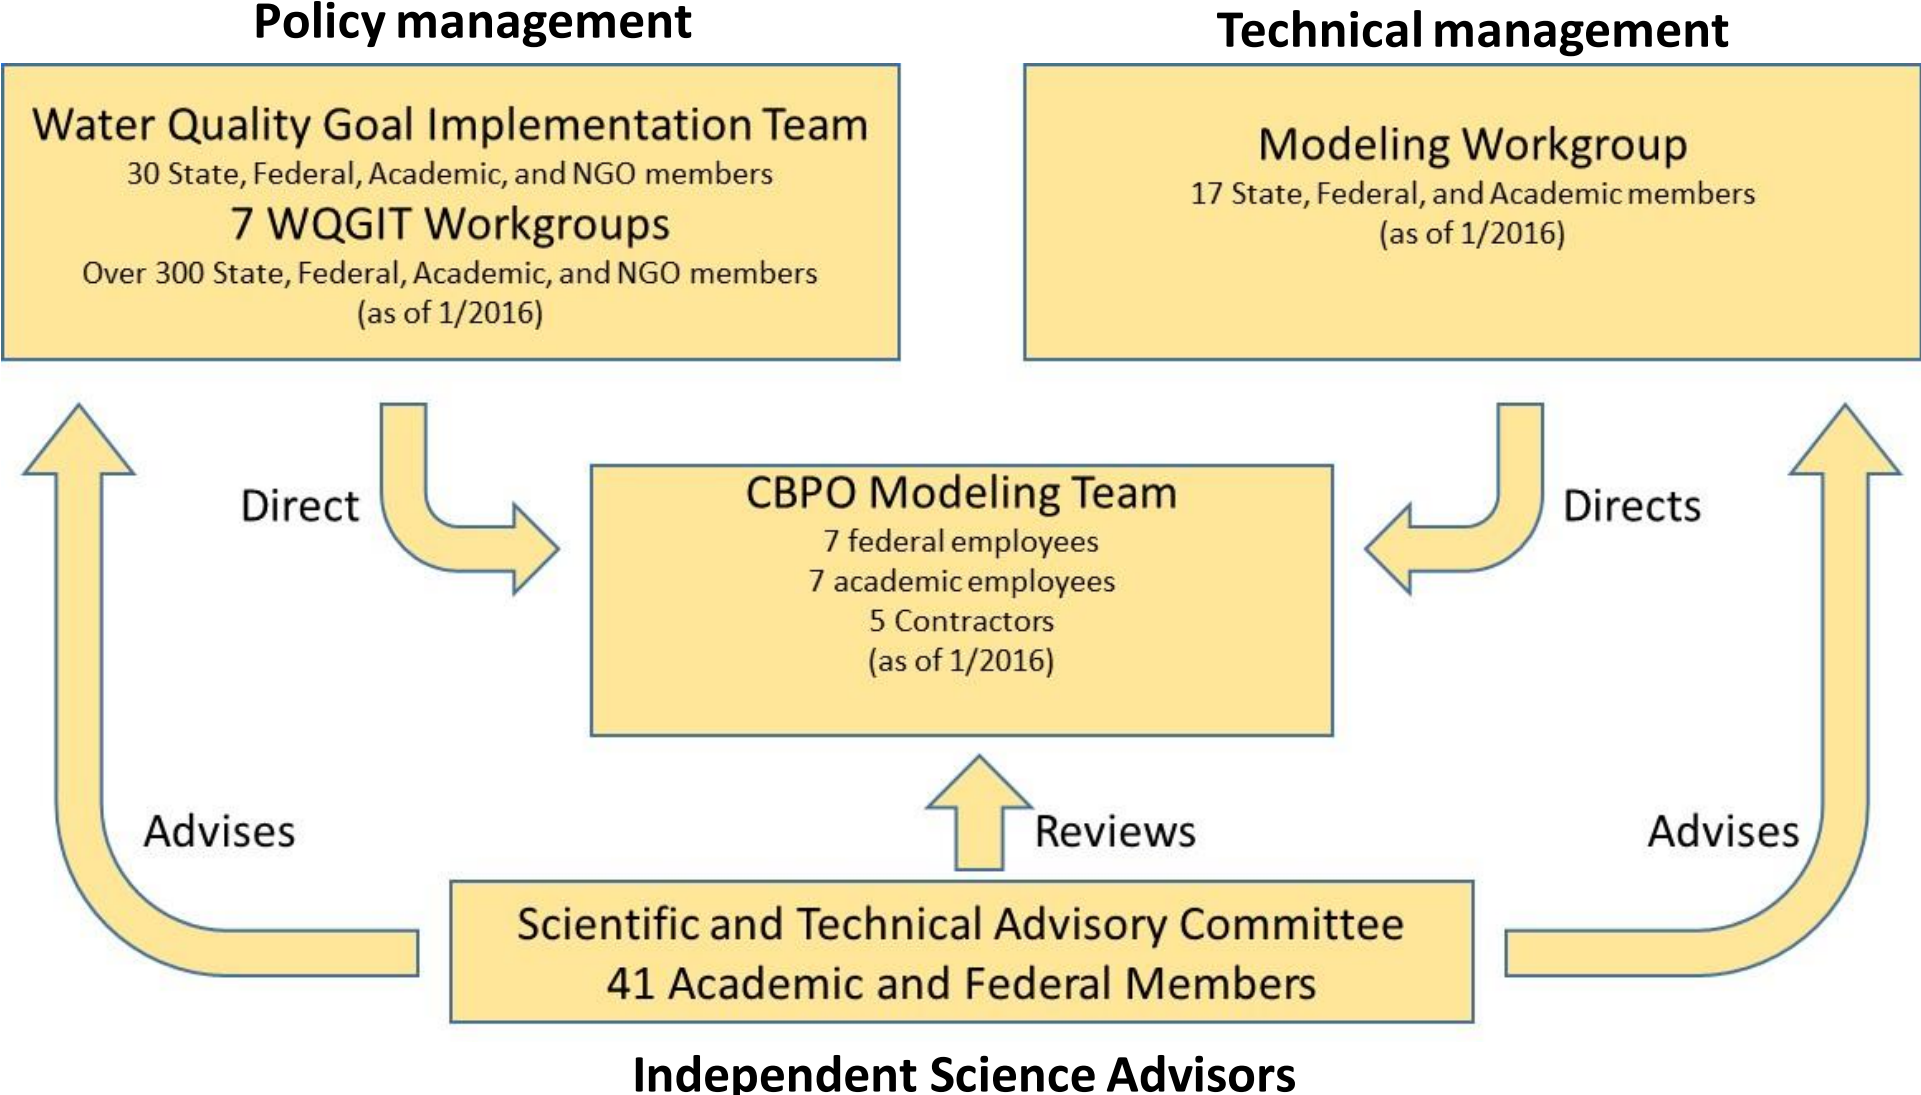 Policy management
Technical management
Water Quality Goal Implementation Team
30 State, Federal, Academic, and NGO members
7 WQGIT Workgroups
Over 300 State, Federal, Academic, and NGO members
(as of 1/2016)
Modeling Workgroup
17 State, Federal, and Academic members
(as of 1/2016)
Direct
Directs
CBPO Modeling Team
7 federal employees
7 academic employees
5 Contractors
(as of 1/2016)
Advises
Reviews
Advises
Scientific and Technical Advisory Committee
41 Academic and Federal Members
Independent Science Advisors